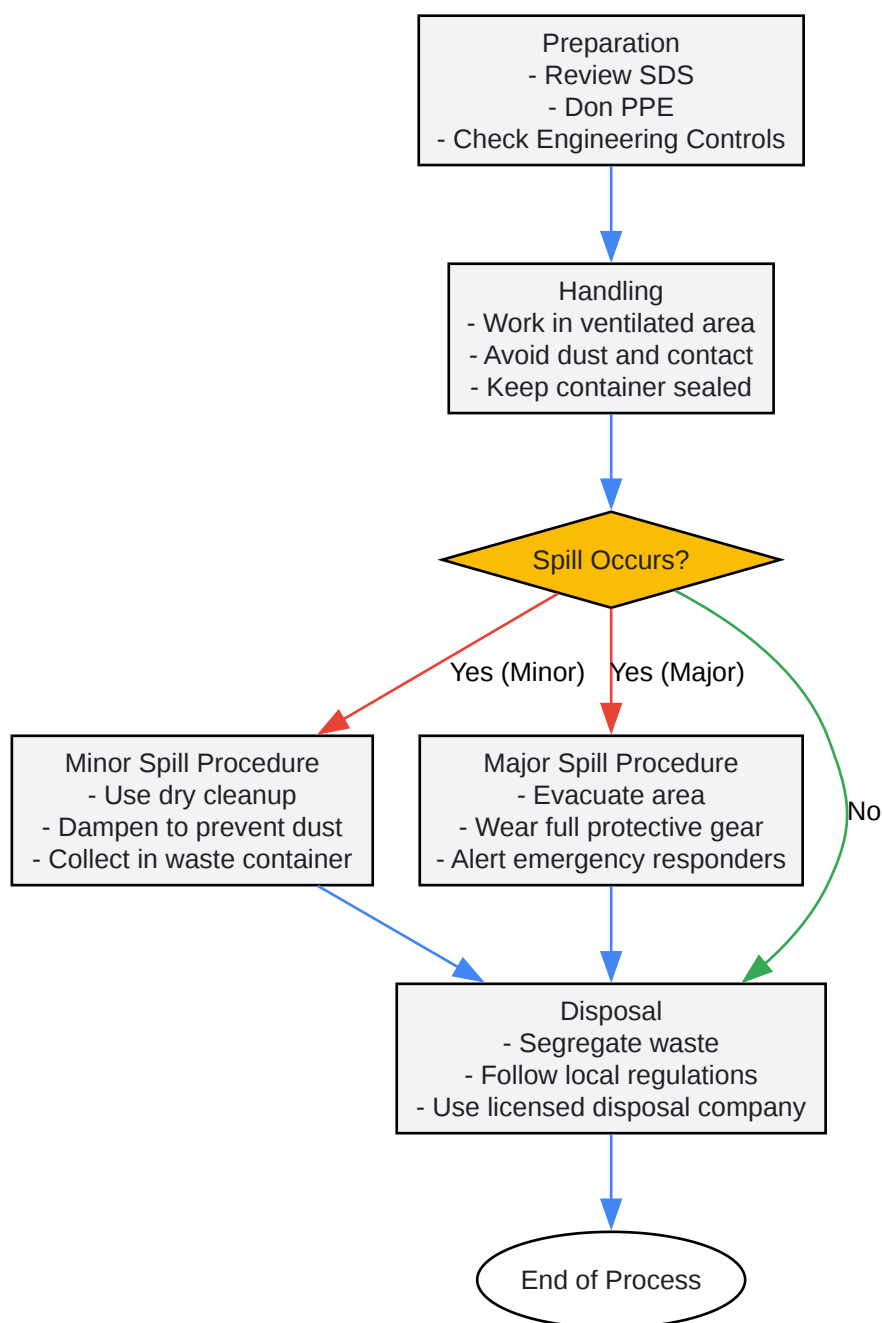 Preparation
- Review SDS
- Don PPE
- Check Engineering Controls
Handling
- Work in ventilated area
- Avoid dust and contact
- Keep container sealed
Spill Occurs?
Yes (Minor)
Yes (Major)
No
Minor Spill Procedure
- Use dry cleanup
- Dampen to prevent dust
- Collect in waste container
Major Spill Procedure
- Evacuate area
- Wear full protective gear
- Alert emergency responders
Disposal
- Segregate waste
- Follow local regulations
- Use licensed disposal company
End of Process